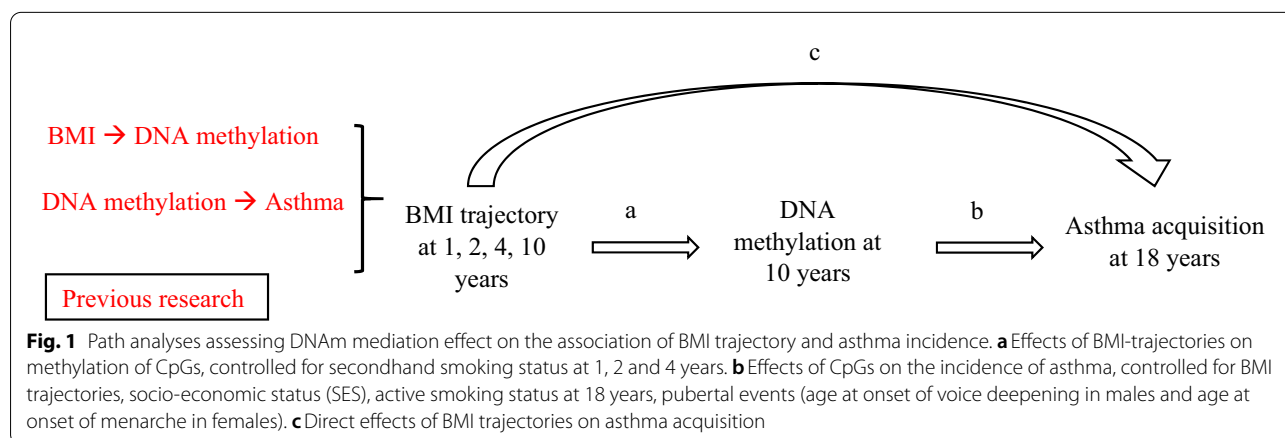 c
BMI → DNA methylation
DNA methylation → Asthma
Previous research
BMI trajectory
at 1, 2, 4, 10
years
a
DNA
methylation at
10 years
b
Asthma acquisition
at 18 years
Fig. 1 Path analyses assessing DNAm mediation effect on the association of BMI trajectory and asthma incidence. a Effects of BMI-trajectories on
methylation of CpGs, controlled for secondhand smoking status at 1, 2 and 4 years. b Effects of CpGs on the incidence of asthma, controlled for BMI
trajectories, socio-economic status (SES), active smoking status at 18 years, pubertal events (age at onset of voice deepening in males and age at
onset of menarche in females). c Direct effects of BMI trajectories on asthma acquisition